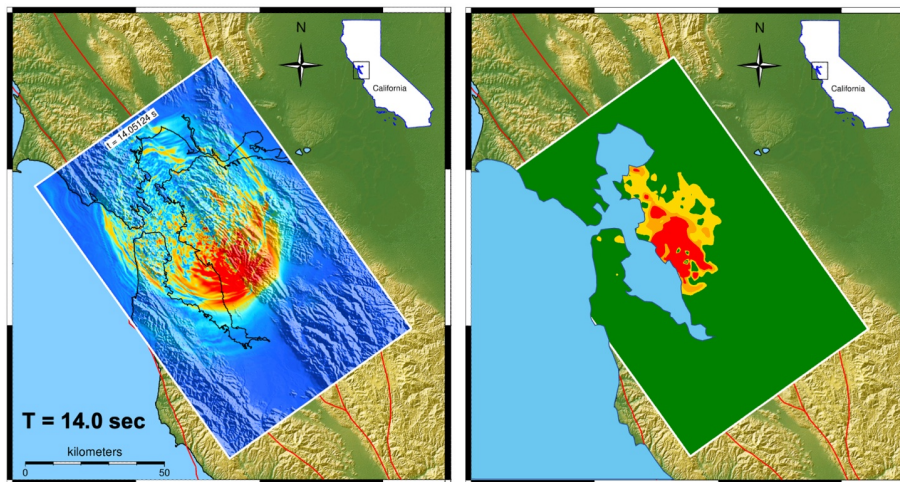 N
California
t = 14.05124 s
T = 14.0 sec
kilometers
0 50
N
California